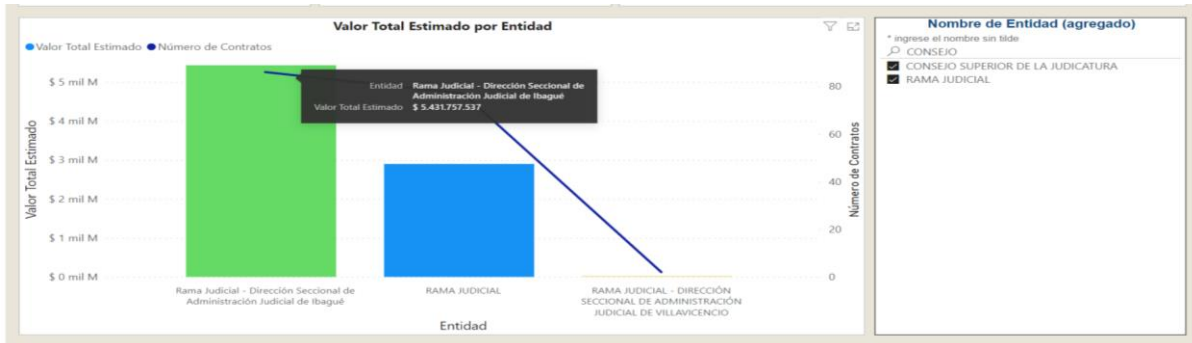 Valor Total Estimado por Entidad
Valor Total Estimado Número de Contratos
$ 5 mil M
$ 4 mil M
$ 3 mil M
$ 2 mil M
$ 1 mil M
$ 0 mil M
Valor Total Estimado
Entidad Rama Judicial - Dirección Seccional de
Administración Judicial de Ibagué
Valor Total Estimado $ 5.431.757.537
80
60
40
20
0
Número de Contratos
Rama Judicial - Dirección Seccional de
Administración Judicial de Ibagué
RAMA JUDICIAL
RAMA JUDICIAL - DIRECCIÓN
SECCIONAL DE ADMINISTRACIÓN
JUDICIAL DE VILLAVICENCIO
Entidad
Nombre de Entidad (agregado)
* ingrese el nombre sin tilde
CONSEJO
CONSEJO SUPERIOR DE LA JUDICATURA
RAMA JUDICIAL